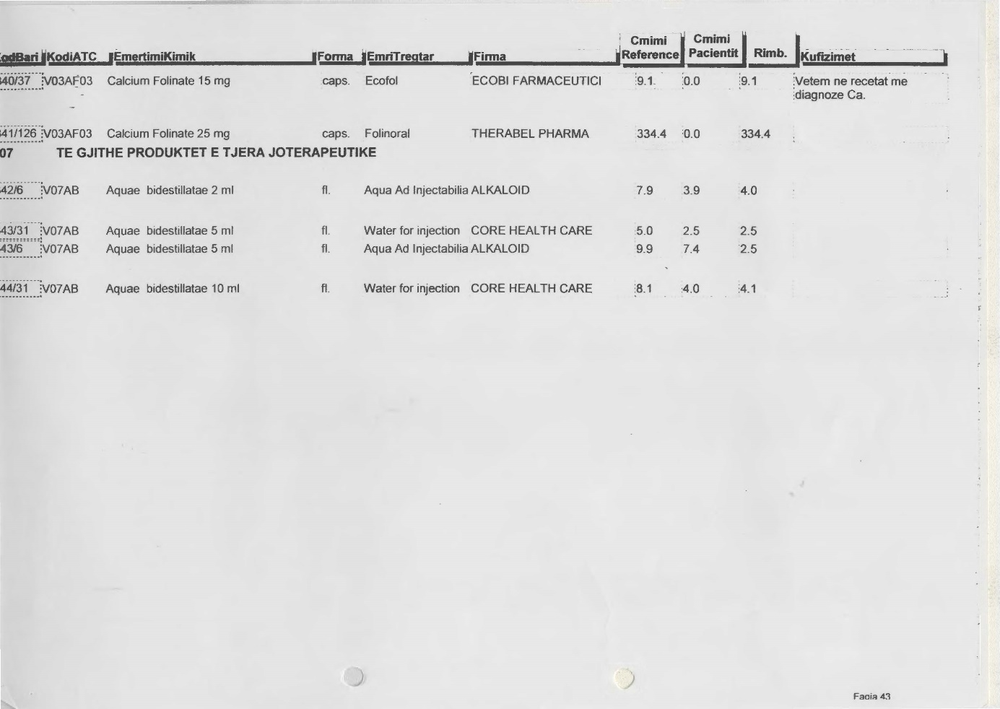 Cmimi Cmimi
odBari KodiATC EmertimiKimik Forma EmriTregtar Firma Reference Pacientit Rimb. Kufizimet
40/37 V03AF03 Calcium Folinate 15 mg caps. Ecofol ECOBI FARMACEUTICI 9.1 0.0 9.1 Vetem ne recetat me
diagnoze Ca.
41/126 V03AF03 Calcium Folinate 25 mg caps. Folinoral THERABEL PHARMA 334.4 0.0 334.4
07 TE GJITHE PRODUKTET E TJERA JOTERAPEUTIKE
42/6 V07AB Aquae bidestillatae 2 ml fl. Aqua Ad Injectabilia ALKALOID 7.9 3.9 4.0
43/31 V07AB Aquae bidestillatae 5 ml fl. Water for injection CORE HEALTH CARE 5.0 2.5 2.5
43/6 V07AB Aquae bidestillatae 5 ml fl. Aqua Ad Injectabilia ALKALOID 9.9 7.4 2.5
44/31 V07AB Aquae bidestillatae 10 ml fl. Water for injection CORE HEALTH CARE 8.1 4.0 4.1
Faqja 43